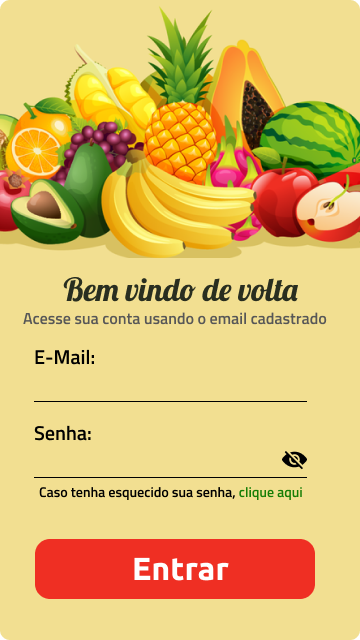 Bem vindo de volta
Acesse sua conta usando o email cadastrado
E-Mail:
Senha:
Caso tenha esquecido sua senha, clique aqui
Entrar